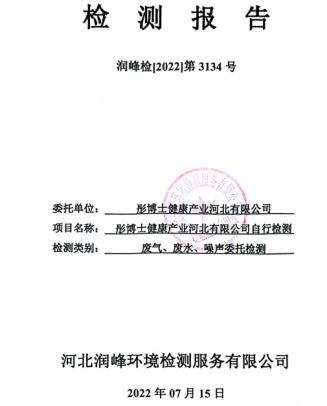 检测报告
润峰检[2022]第 3134 号
委托单位: 彤博士健康产业河北有限公司
项目名称: 彤博士健康产业河北有限公司自行检测
检测类别: 废气、废水、噪声委托检测
河北润峰环境检测服务有限公司
2022 年 07 月 15 日